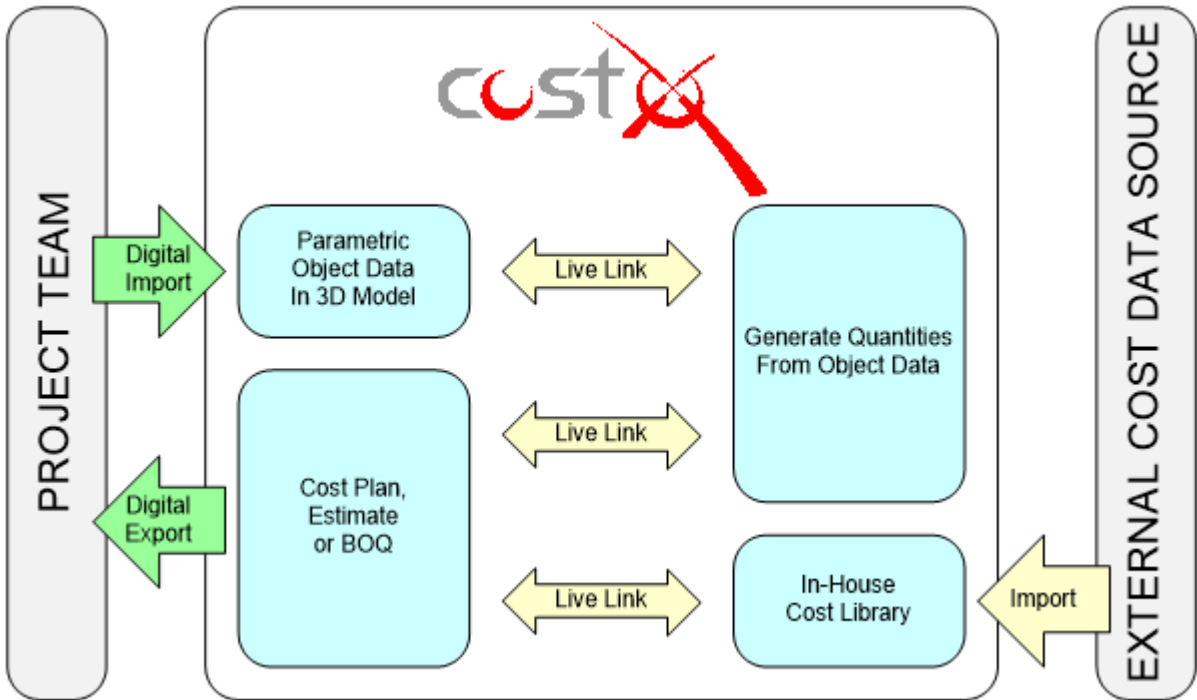 PROJECT TEAM
costX
Digital
Import
Parametric
Object Data
In 3D Model
Live Link
Generate Quantities
From Object Data
Live Link
Digital
Export
Cost Plan,
Estimate
or BOQ
Live Link
In-House
Cost Library
Import
EXTERNAL COST DATA SOURCE